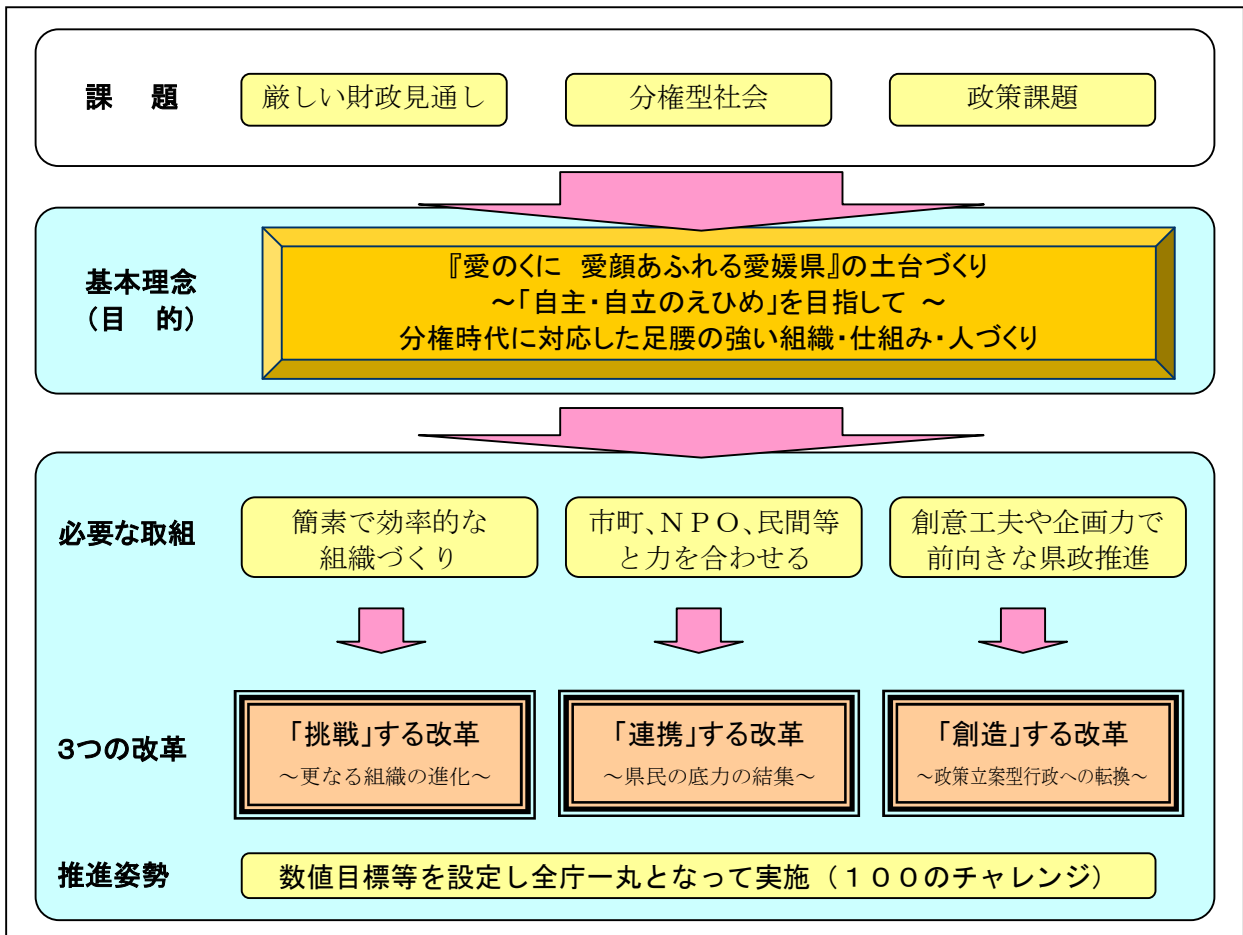 課　題
厳しい財政見通し
分権型社会
政策課題
基本理念
（目　的）
『愛のくに　愛顔あふれる愛媛県』の土台づくり
～「自主・自立のえひめ」を目指して ～
分権時代に対応した足腰の強い組織・仕組み・人づくり
必要な取組
簡素で効率的な
組織づくり
市町、ＮＰＯ、民間等
と力を合わせる
創意工夫や企画力で
前向きな県政推進
3つの改革
「挑戦」する改革
～更なる組織の進化～
「連携」する改革
～県民の底力の結集～
「創造」する改革
～政策立案型行政への転換～
推進姿勢
数値目標等を設定し全庁一丸となって実施（１００のチャレンジ）